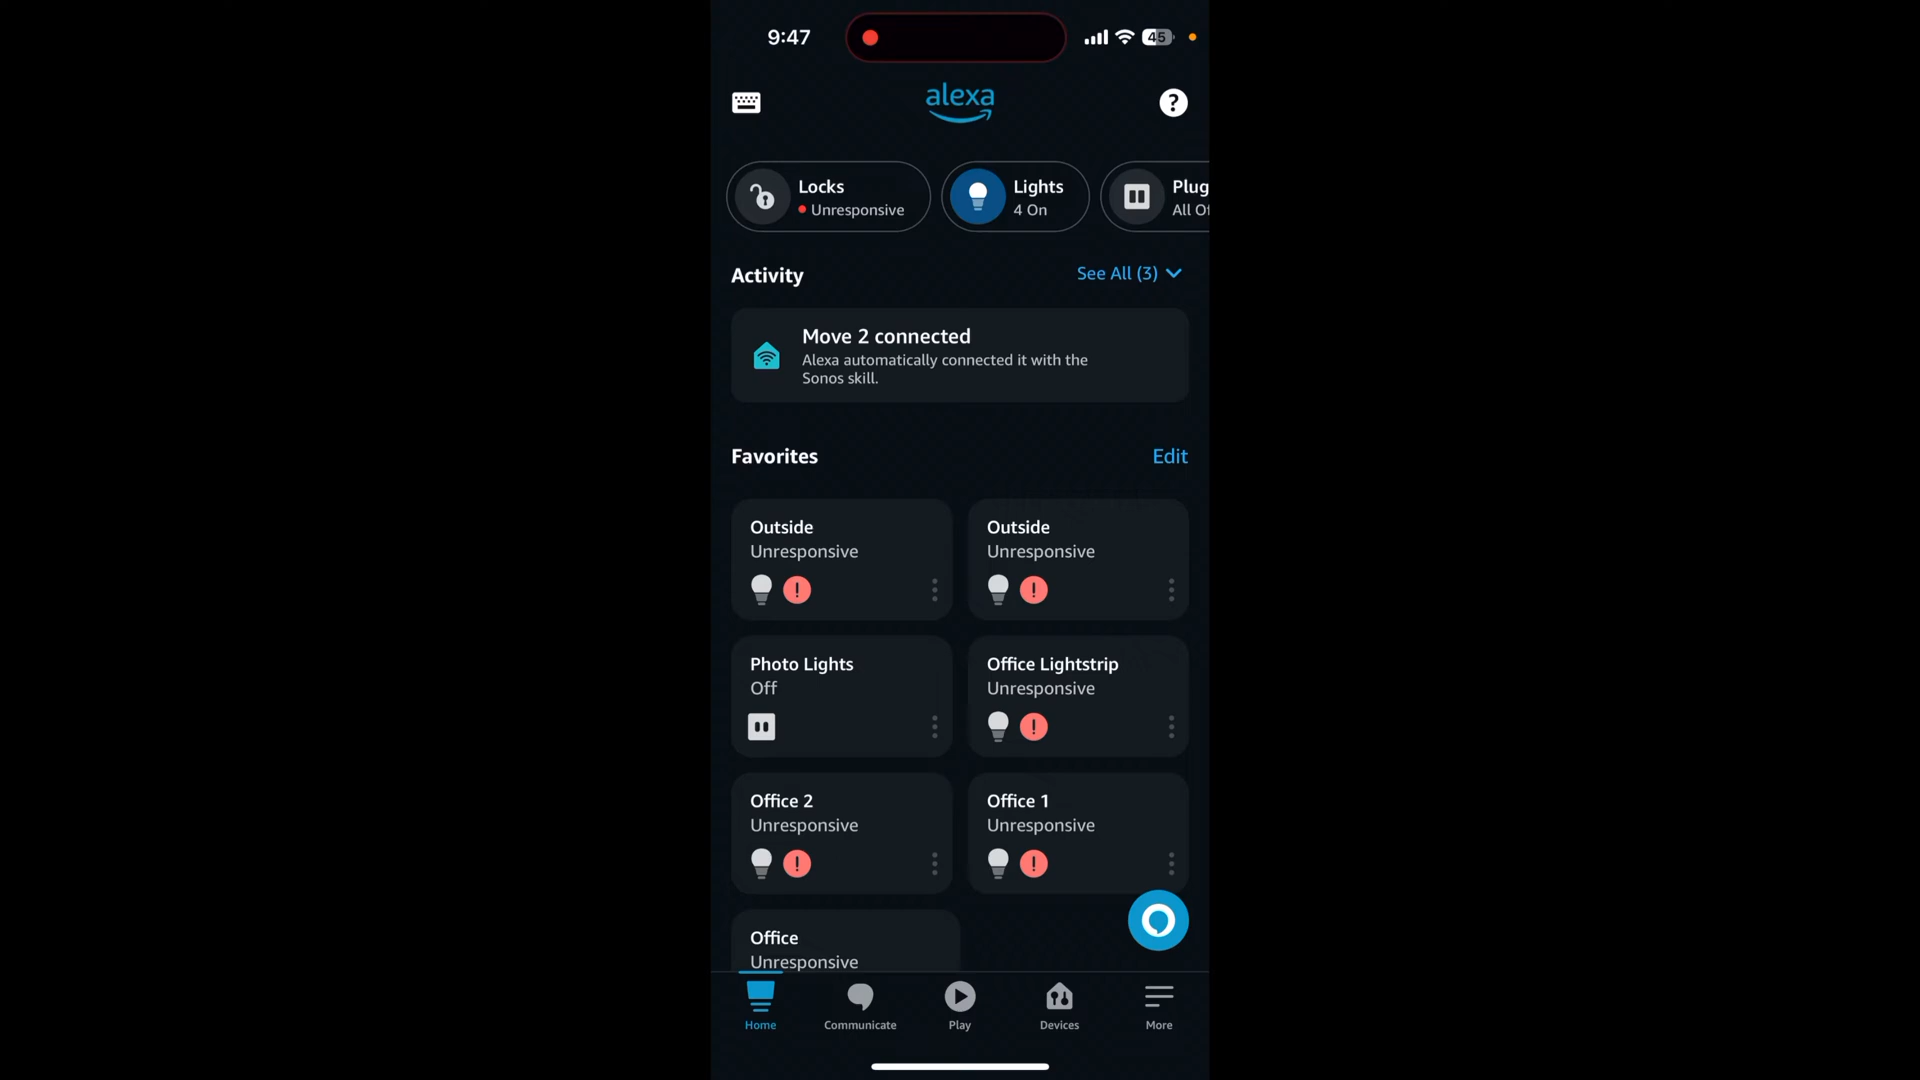 9:47
45
alexa
?
Locks
Unresponsive
Lights
4 On
Plug
All Of
Activity
See All (3)
Move 2 connected
Alexa automatically connected it with the
Sonos skill.
Favorites
Edit
Outside
Unresponsive
Outside
Unresponsive
Photo Lights
Off
Office Lightstrip
Unresponsive
Office 2
Unresponsive
Office 1
Unresponsive
Office
Unresponsive
Home
Communicate
Play
Devices
More